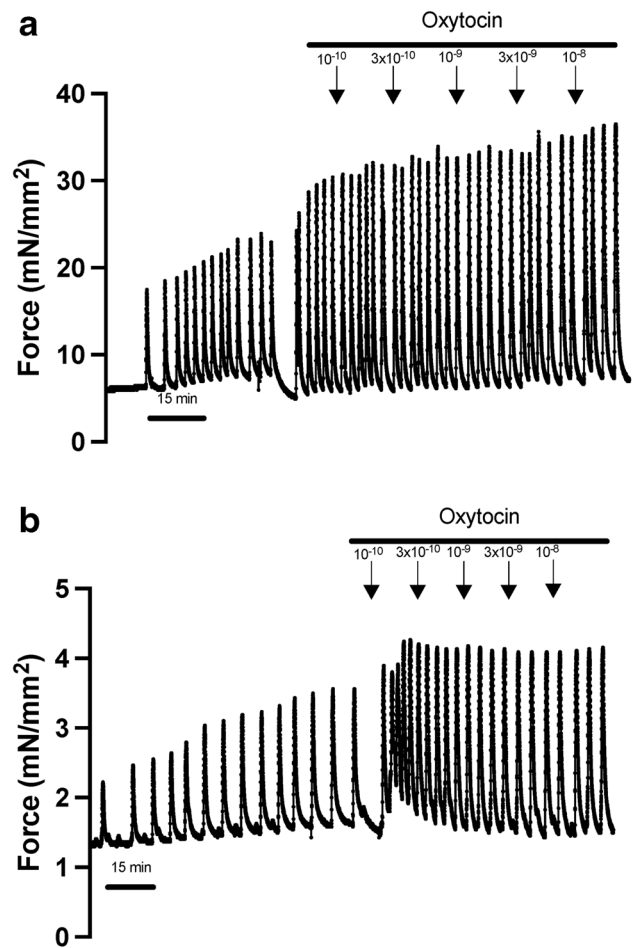 a
Oxytocin
10⁻¹⁰ 3x10⁻¹⁰ 10⁻⁹ 3x10⁻⁹ 10⁻⁸
40
30
20
10
0
Force (mN/mm²)
15 min
b
Oxytocin
10⁻¹⁰ 3x10⁻¹⁰ 10⁻⁹ 3x10⁻⁹ 10⁻⁸
5
4
3
2
1
0
Force (mN/mm²)
15 min